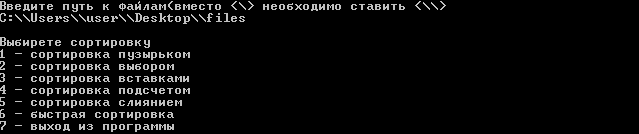 Введите путь к файлам(вместо <\> необходимо ставить <\\>
C:\\Users\\user\\Desktop\\files
Выбирете сортировку
1 - сортировка пузырьком
2 - сортировка выбором
3 - сортировка вставками
4 - сортировка подсчетом
5 - сортировка слиянием
6 - быстрая сортировка
7 - выход из программы